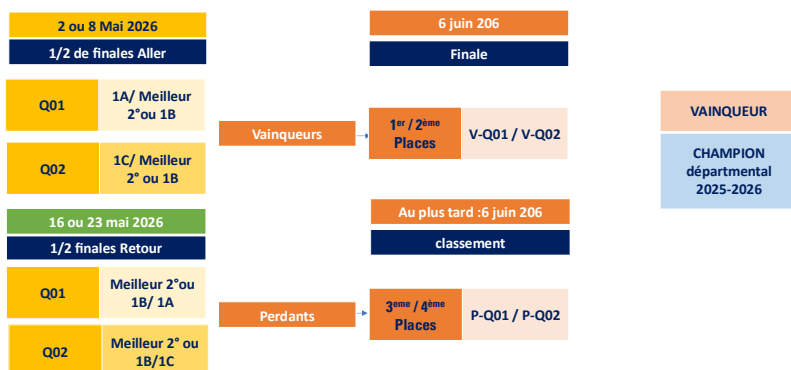 2 ou 8 Mai 2026
1/2 de finales Aller
Q01
1A/ Meilleur
2°ou 1B
Q02
1C/ Meilleur
2° ou 1B
16 ou 23 mai 2026
1/2 finales Retour
Q01
Meilleur 2°ou
1B/ 1A
Q02
Meilleur 2° ou
1B/1C
Vainqueurs
Perdants
6 juin 206
Finale
1er / 2ème
Places
V-Q01 / V-Q02
Au plus tard :6 juin 206
classement
3eme / 4ème
Places
P-Q01 / P-Q02
VAINQUEUR
CHAMPION
départmental
2025-2026